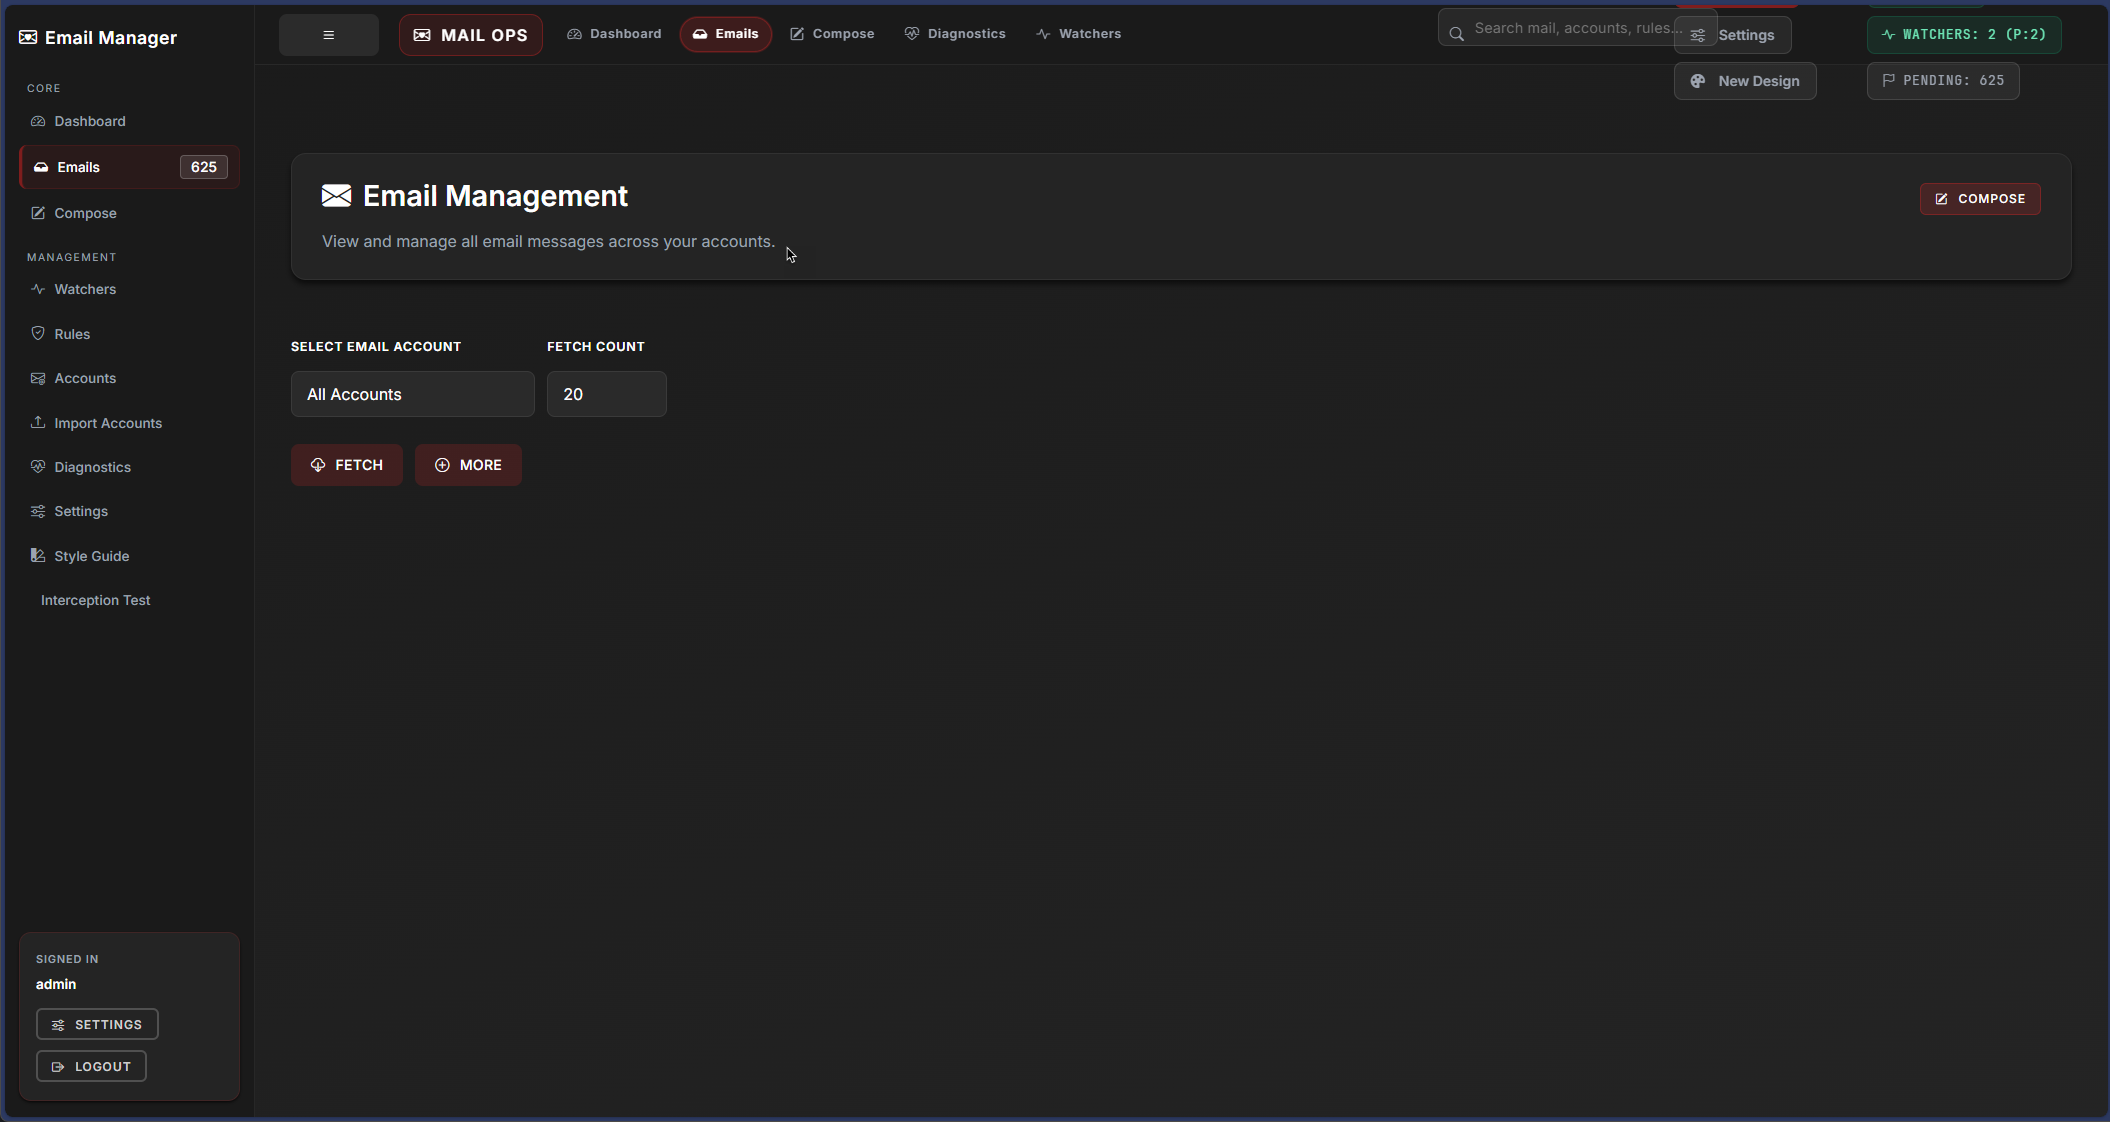 Email Manager
CORE
Dashboard
Emails 625
Compose
MANAGEMENT
Watchers
Rules
Accounts
Import Accounts
Diagnostics
Settings
Style Guide
Interception Test
SIGNED IN
admin
SETTINGS
LOGOUT
MAIL OPS Dashboard Emails Compose Diagnostics Watchers
Search mail, accounts, rules...
Settings
New Design
WATCHERS: 2 (P:2)
PENDING: 625
Email Management
View and manage all email messages across your accounts.
COMPOSE
SELECT EMAIL ACCOUNT FETCH COUNT
All Accounts 20
FETCH MORE